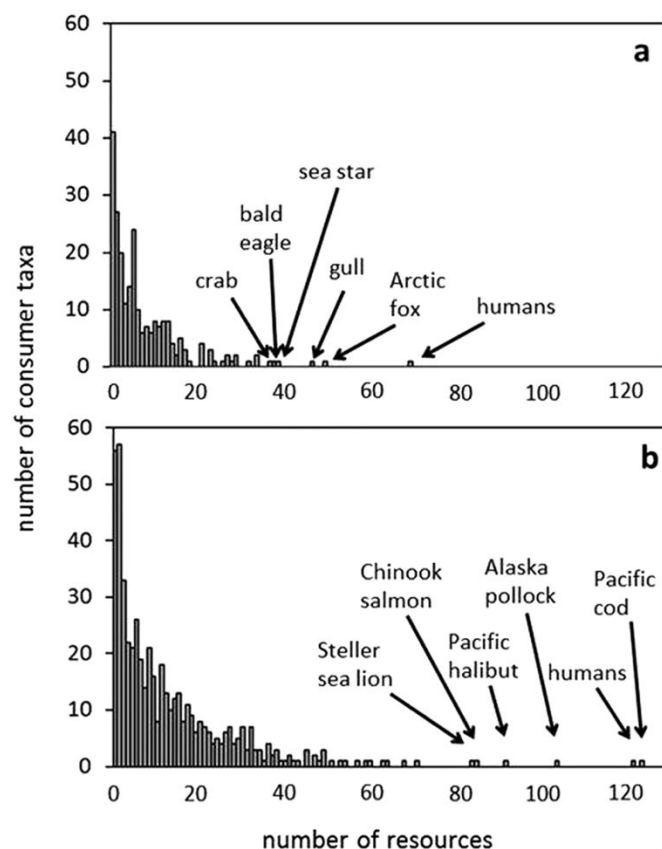 60
a
50
sea star
40
bald
eagle
30
gull
Arctic
fox
crab
humans
20
10
0
0 20 40 60 80 100 120
number of consumer taxa
60
b
50
Chinook
salmon
Alaska
pollock
Pacific
cod
40
30
Steller
sea lion
Pacific
halibut
humans
20
10
0
0 20 40 60 80 100 120
number of resources